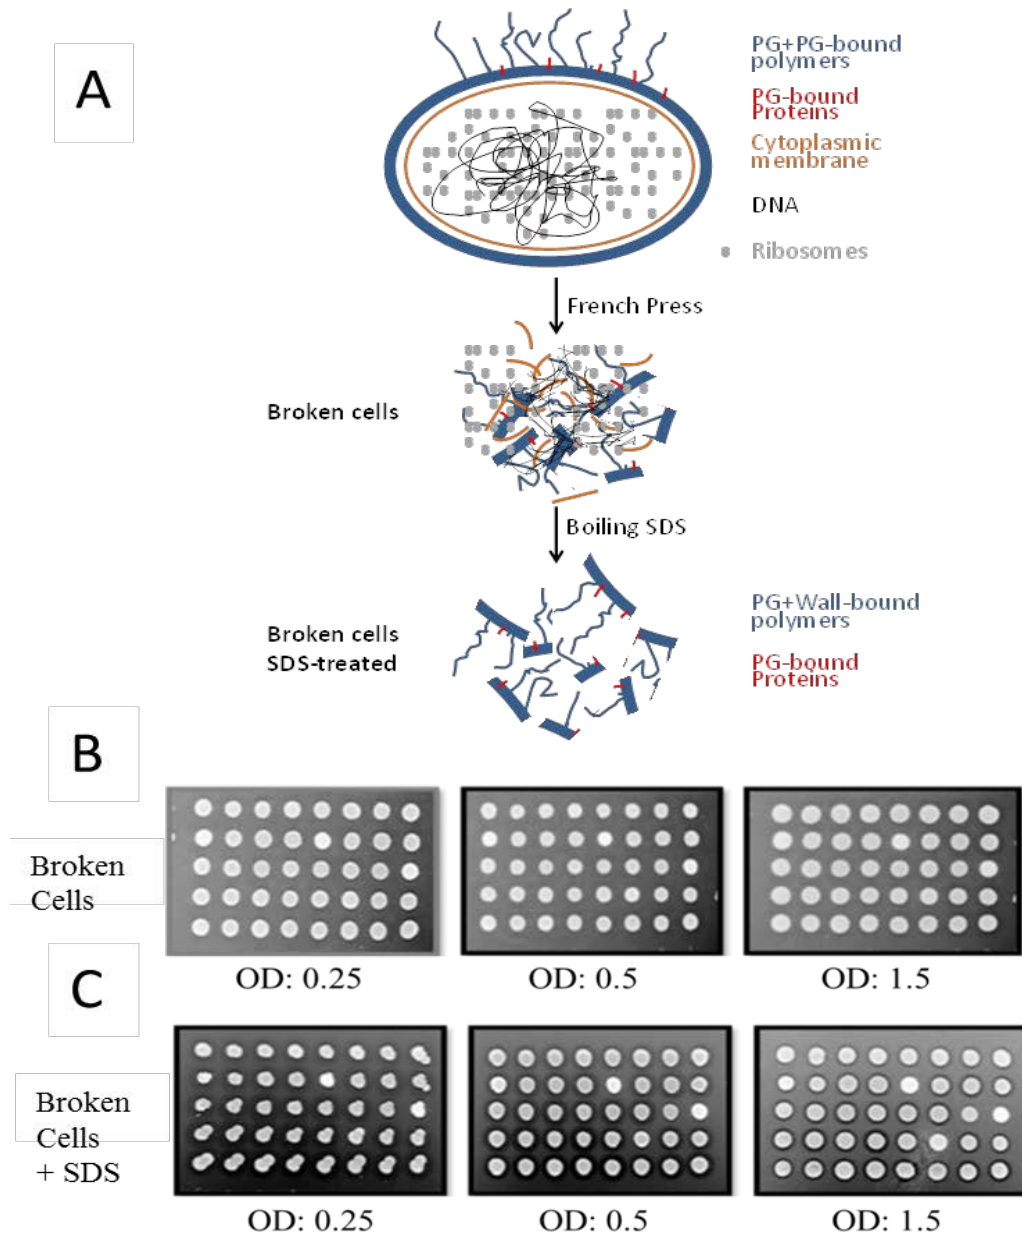 A
PG+PG-bound
polymers
PG-bound
Proteins
Cytoplasmic
membrane
DNA
Ribosomes
French Press
Broken cells
Boiling SDS
Broken cells
SDS-treated
PG+Wall-bound
polymers
PG-bound
Proteins
B
Broken
Cells
OD: 0.25
OD: 0.5
OD: 1.5
C
Broken
Cells
+ SDS
OD: 0.25
OD: 0.5
OD: 1.5